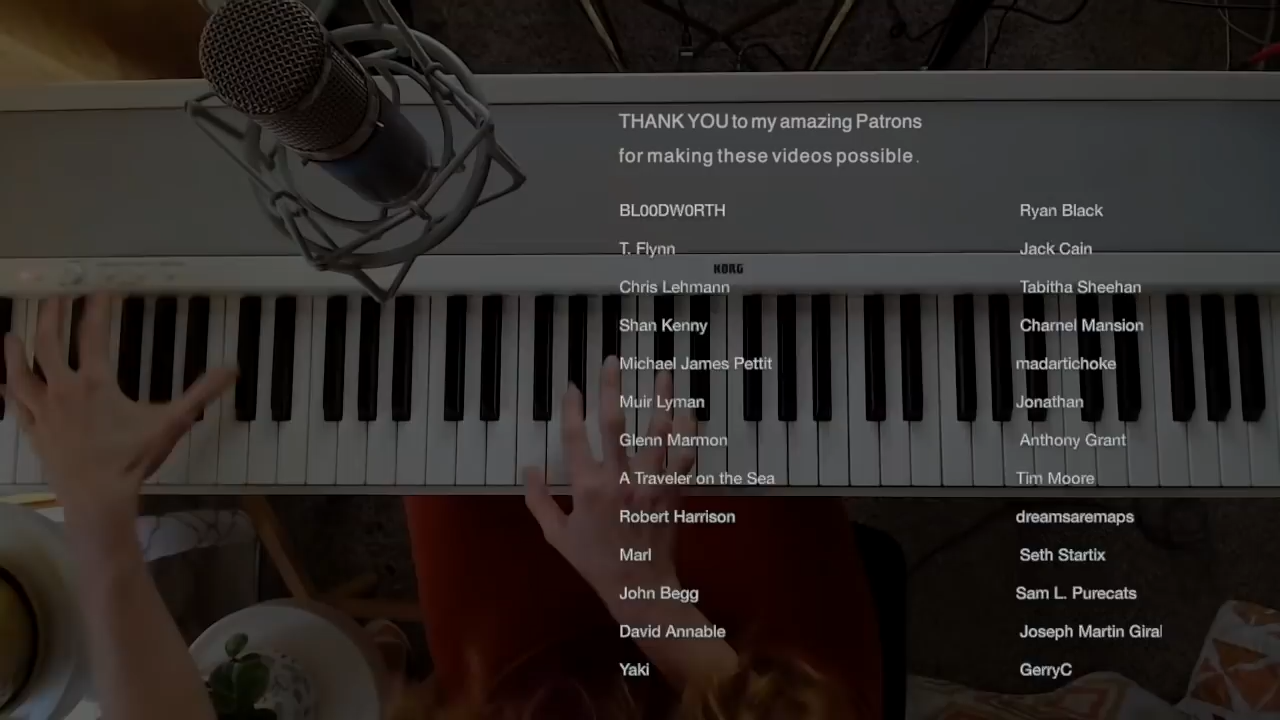 THANK YOU to my amazing Patrons
for making these videos possible.
BL00DW0RTH
T. Flynn
Chris Lehmann
Shan Kenny
Michael James Pettit
Muir Lyman
Glenn Marmon
A Traveler on the Sea
Robert Harrison
Marl
John Begg
David Annable
Yaki
Ryan Black
Jack Cain
Tabitha Sheehan
Charnel Mansion
madartichoke
Jonathan
Anthony Grant
Tim Moore
dreamsaremaps
Seth Startix
Sam L. Purecats
Joseph Martin Giral
GerryC
KORG